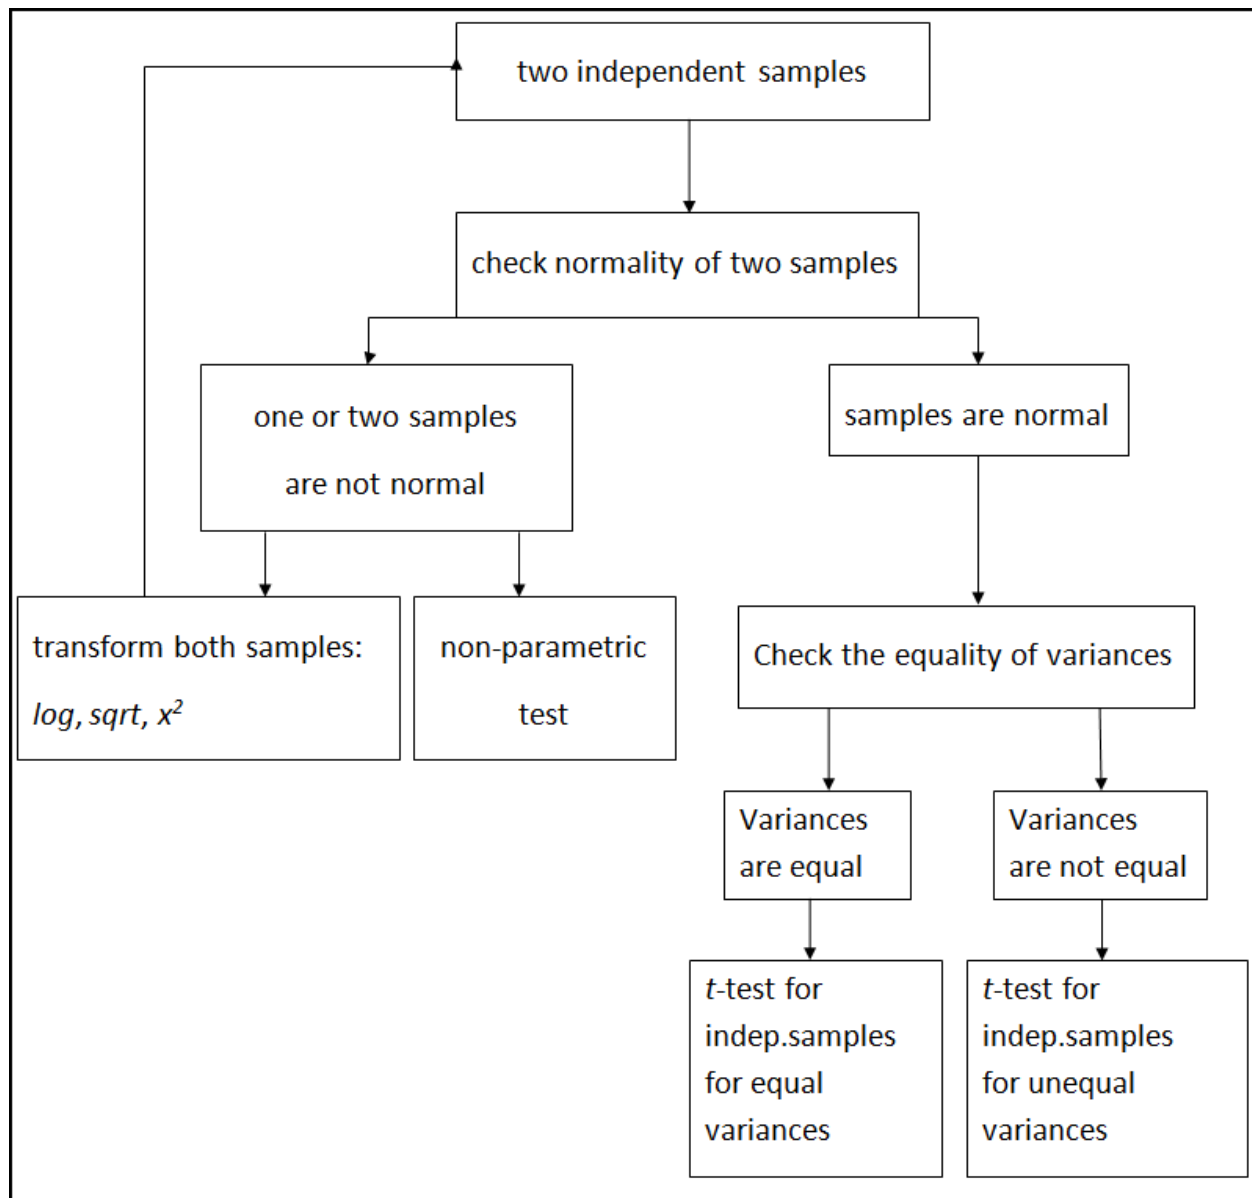 two independent samples
check normality of two samples
one or two samples
are not normal
samples are normal
transform both samples:
log, sqrt, x²
non-parametric
test
Check the equality of variances
Variances
are equal
Variances
are not equal
t-test for
indep.samples
for equal
variances
t-test for
indep.samples
for unequal
variances